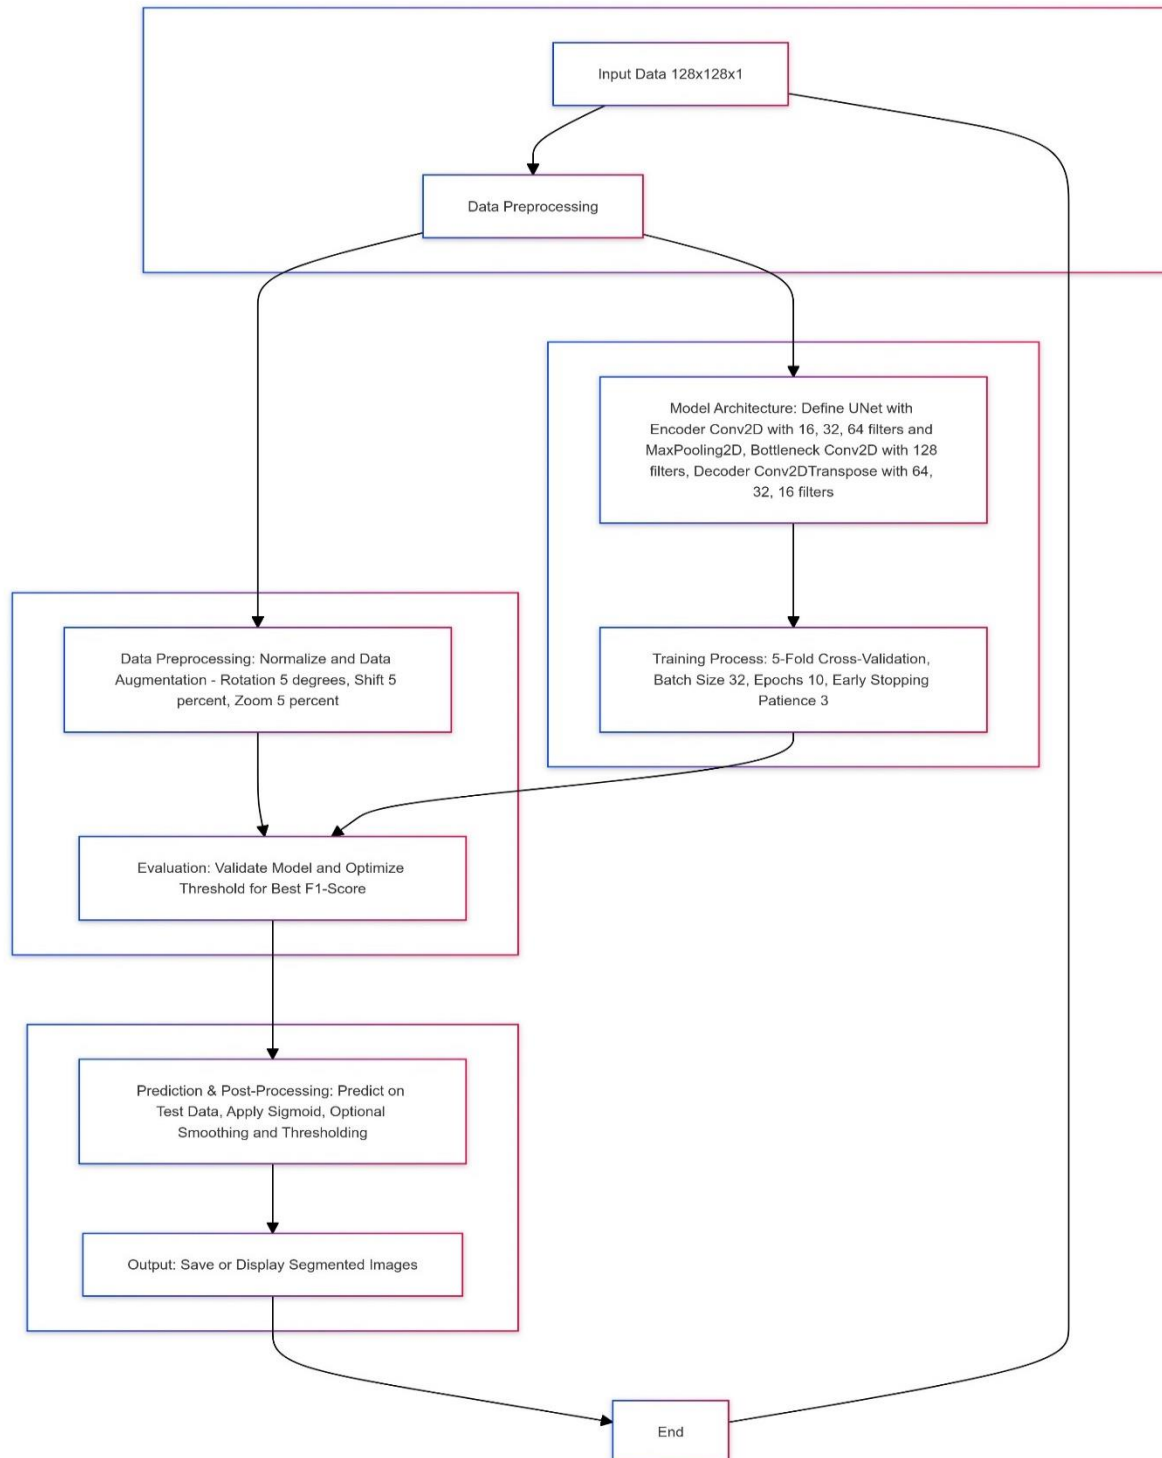 Input Data 128x128x1
Data Preprocessing
Model Architecture: Define UNet with
Encoder Conv2D with 16, 32, 64 filters and
MaxPooling2D, Bottleneck Conv2D with 128
filters, Decoder Conv2DTranspose with 64,
32, 16 filters
Data Preprocessing: Normalize and Data
Augmentation - Rotation 5 degrees, Shift 5
percent, Zoom 5 percent
Training Process: 5-Fold Cross-Validation,
Batch Size 32, Epochs 10, Early Stopping
Patience 3
Evaluation: Validate Model and Optimize
Threshold for Best F1-Score
Prediction & Post-Processing: Predict on
Test Data, Apply Sigmoid, Optional
Smoothing and Thresholding
Output: Save or Display Segmented Images
End